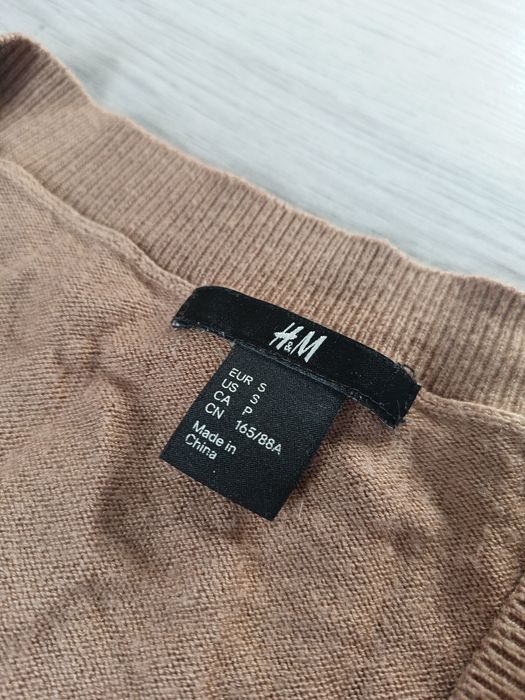 H&M
EUR S
US S
CA P
CN 165/88A
Made in
China